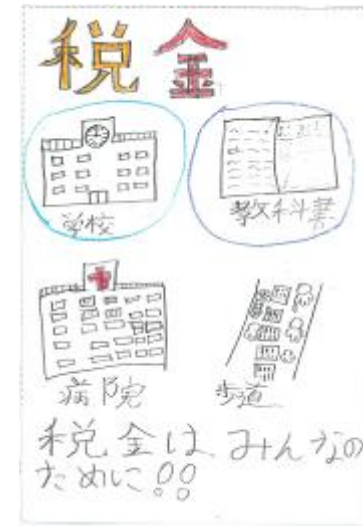 税金
学校 教科書
病院 歩道
税金は、みんなの
ために!!